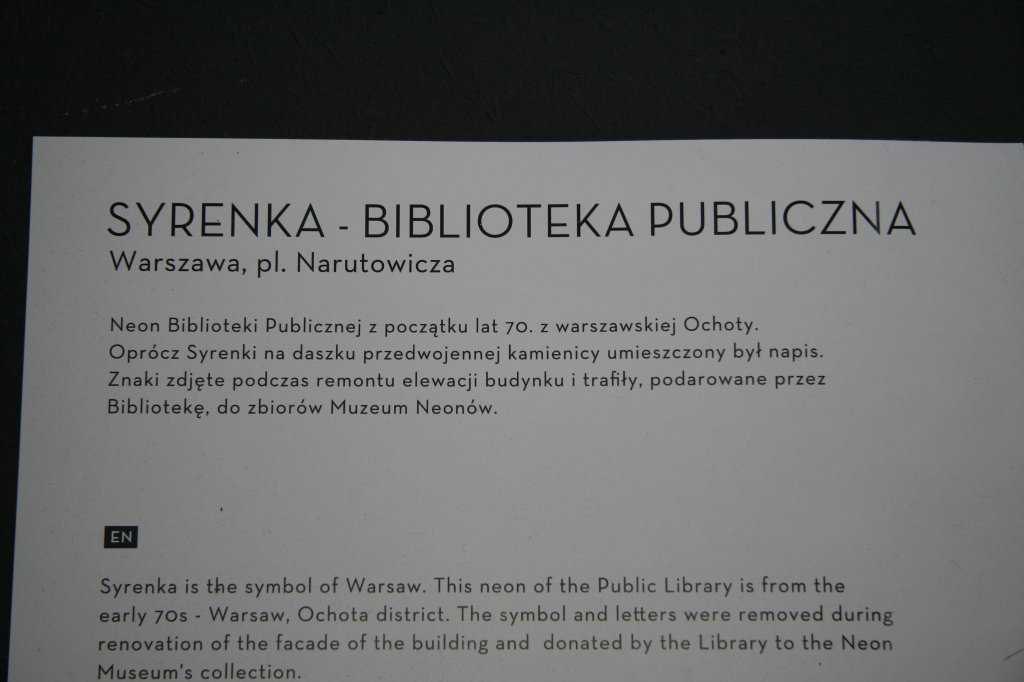 SYRENKA - BIBLIOTEKA PUBLICZNA
Warszawa, pl. Narutowicza
Neon Biblioteki Publicznej z początku lat 70. z warszawskiej Ochoty.
Oprócz Syrenki na daszku przedwojennej kamienicy umieszczony był napis.
Znaki zdjęte podczas remontu elewacji budynku i trafiły, podarowane przez
Bibliotekę, do zbiorów Muzeum Neonów.
EN
Syrenka is the symbol of Warsaw. This neon of the Public Library is from the
early 70s - Warsaw, Ochota district. The symbol and letters were removed during
renovation of the facade of the building and  donated by the Library to the Neon
Museum's collection.